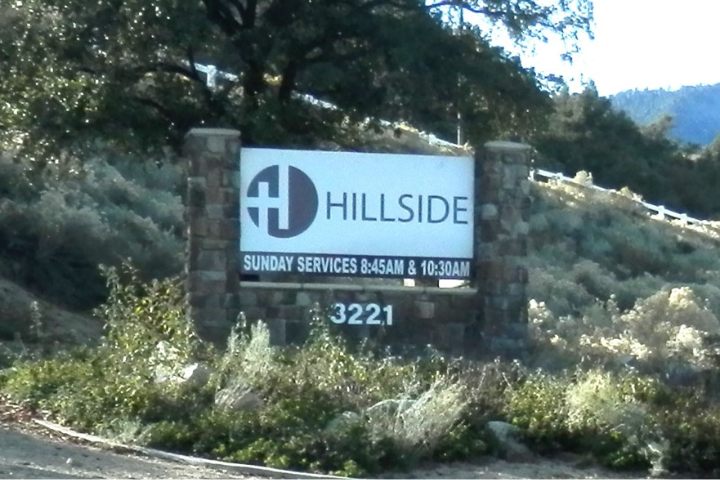 HILLSIDE
SUNDAY SERVICES 8:45AM & 10:30AM
3221